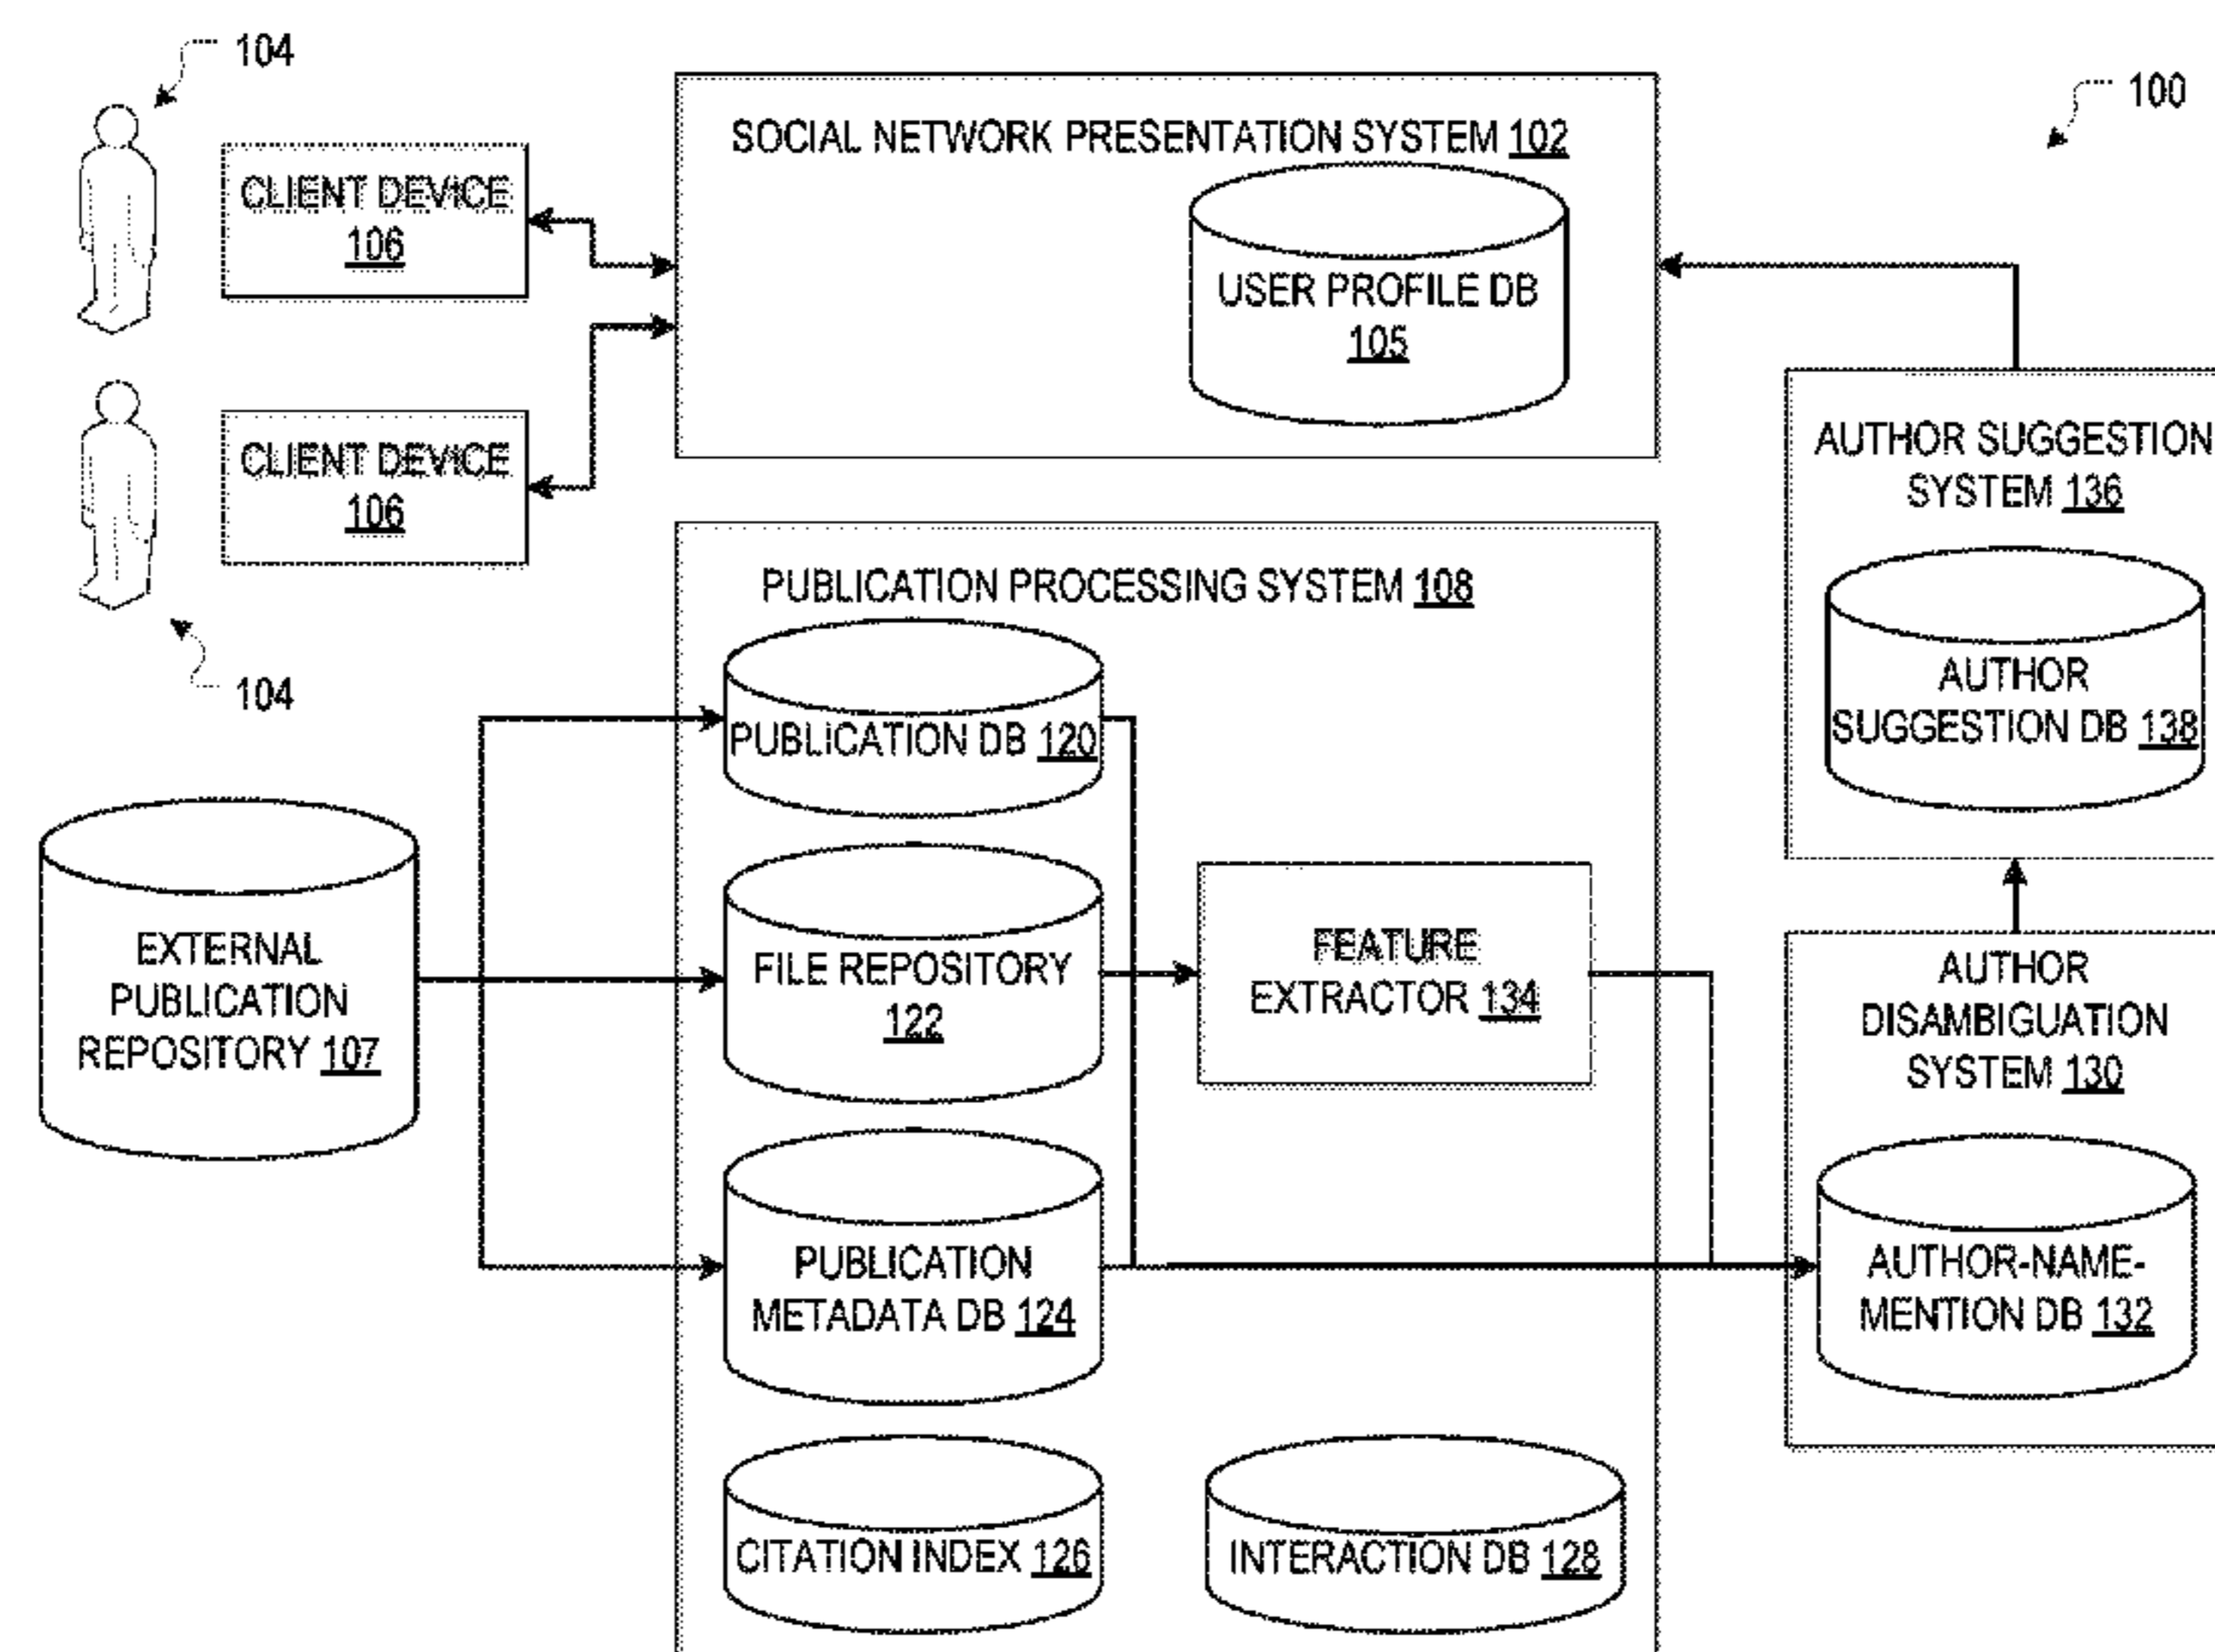 104
100
SOCIAL NETWORK PRESENTATION SYSTEM 102
CLIENT DEVICE
106
USER PROFILE DB
105
CLIENT DEVICE
106
104
AUTHOR SUGGESTION
SYSTEM 136
AUTHOR
SUGGESTION DB 138
PUBLICATION PROCESSING SYSTEM 108
PUBLICATION DB 120
EXTERNAL
PUBLICATION
REPOSITORY 107
FILE REPOSITORY
122
FEATURE
EXTRACTOR 134
AUTHOR
DISAMBIGUATION
SYSTEM 130
PUBLICATION
METADATA DB 124
AUTHOR-NAME-
MENTION DB 132
CITATION INDEX 126
INTERACTION DB 128